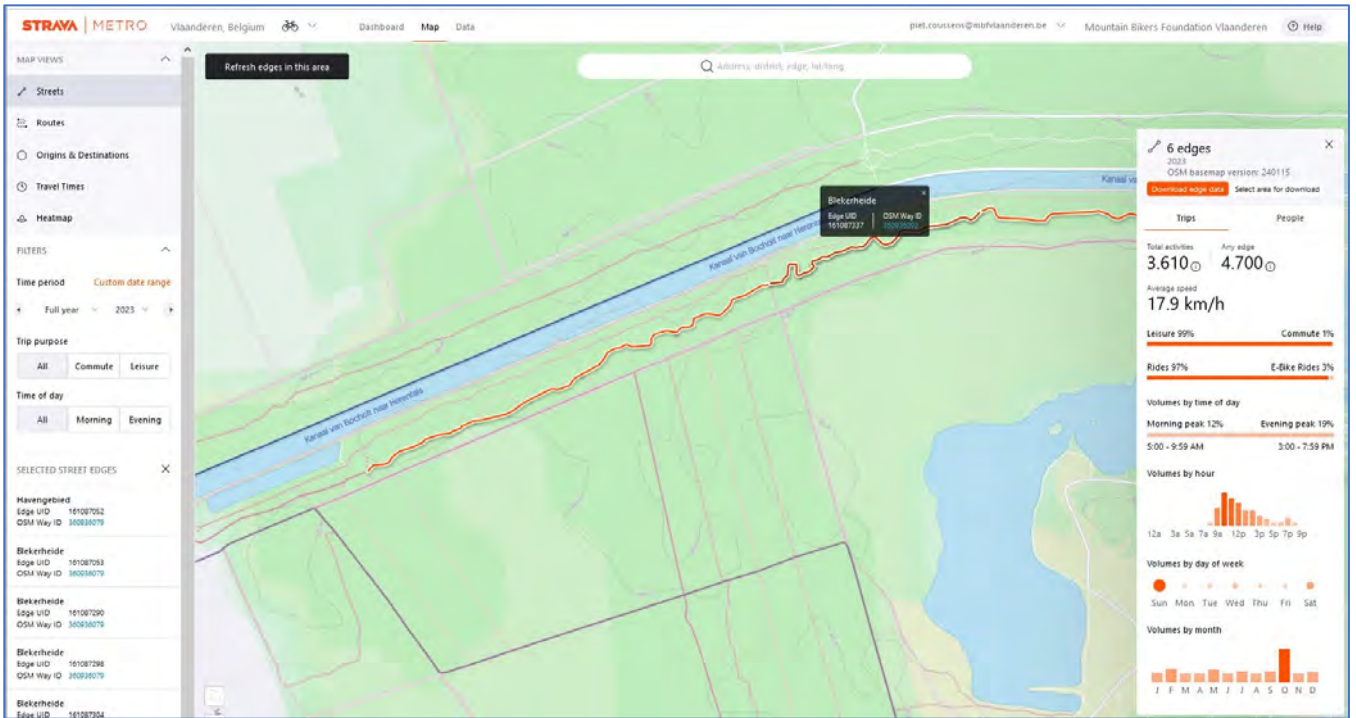 STRAVA | METRO
Vlaanderen, Belgium
Dashboard Map Data
piet.coussens@mbfvlaanderen.be
Mountain Bikers Foundation Vlaanderen
Help
MAP VIEWS
Streets
Routes
Origins & Destinations
Travel Times
Heatmap
FILTERS
Time period Custom date range
Full year 2023
Trip purpose
All Commute Leisure
Time of day
All Morning Evening
SELECTED STREET EDGES
Havengebied
Edge UID 161087052
OSM Way ID 360936079
Blekerheide
Edge UID 161087053
OSM Way ID 360936079
Blekerheide
Edge UID 161087290
OSM Way ID 360936079
Blekerheide
Edge UID 161087298
OSM Way ID 360936079
Blekerheide
Edge UID 161087304
Refresh edges in this area
Address, district, edge, lat/long
Kanaal van Bocholt naar Herentals
Kanaal van Bocholt naar Herentals
Kanaal
Blekerheide
Edge UID OSM Way ID
161087337
6 edges
2023
OSM basemap version: 240115
Download edge data Select area for download
Trips People
Total activities Any edge
3.610 4.700
Average speed
17.9 km/h
Leisure 99% Commute 1%
Rides 97% E-Bike Rides 3%
Volumes by time of day
Morning peak 12% Evening peak 19%
5:00 - 9:59 AM 3:00 - 7:59 PM
Volumes by hour
12a 3a 5a 7a 9a 12p 3p 5p 7p 9p
Volumes by day of week
Sun Mon Tue Wed Thu Fri Sat
Volumes by month
J F M A M J J A S O N D